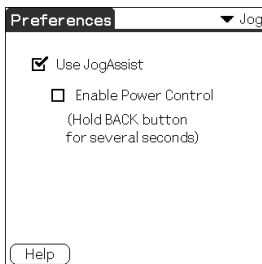 Preferences ▼ Jog
Use JogAssist
Enable Power Control
(Hold BACK button
for several seconds)
Help